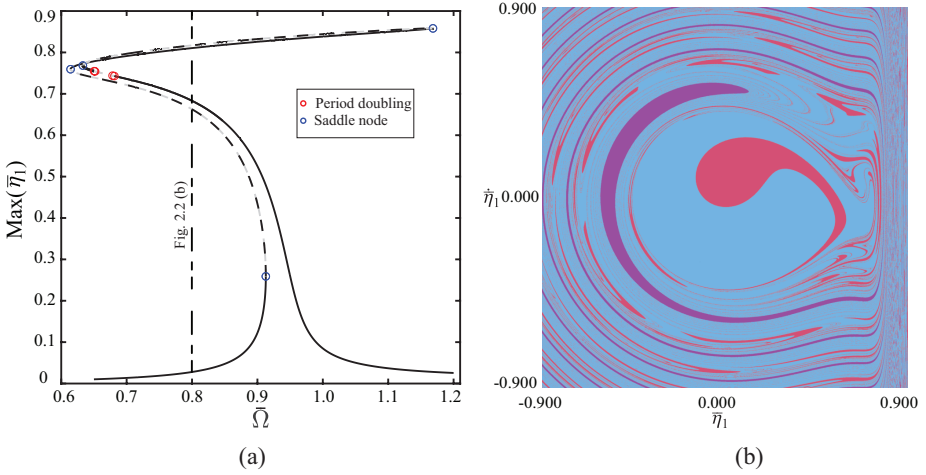 0.9
0.8
0.7
0.6
0.5
0.4
0.3
0.2
0.1
0
Max(η̅₁)
0.6
0.7
0.8
0.9
1.0
1.1
1.2
Ω̅
Period doubling
Saddle node
Fig. 2.2 (b)
(a)
0.900
0.000
-0.900
η̅̇₁
-0.900
0.000
0.900
η̅₁
(b)